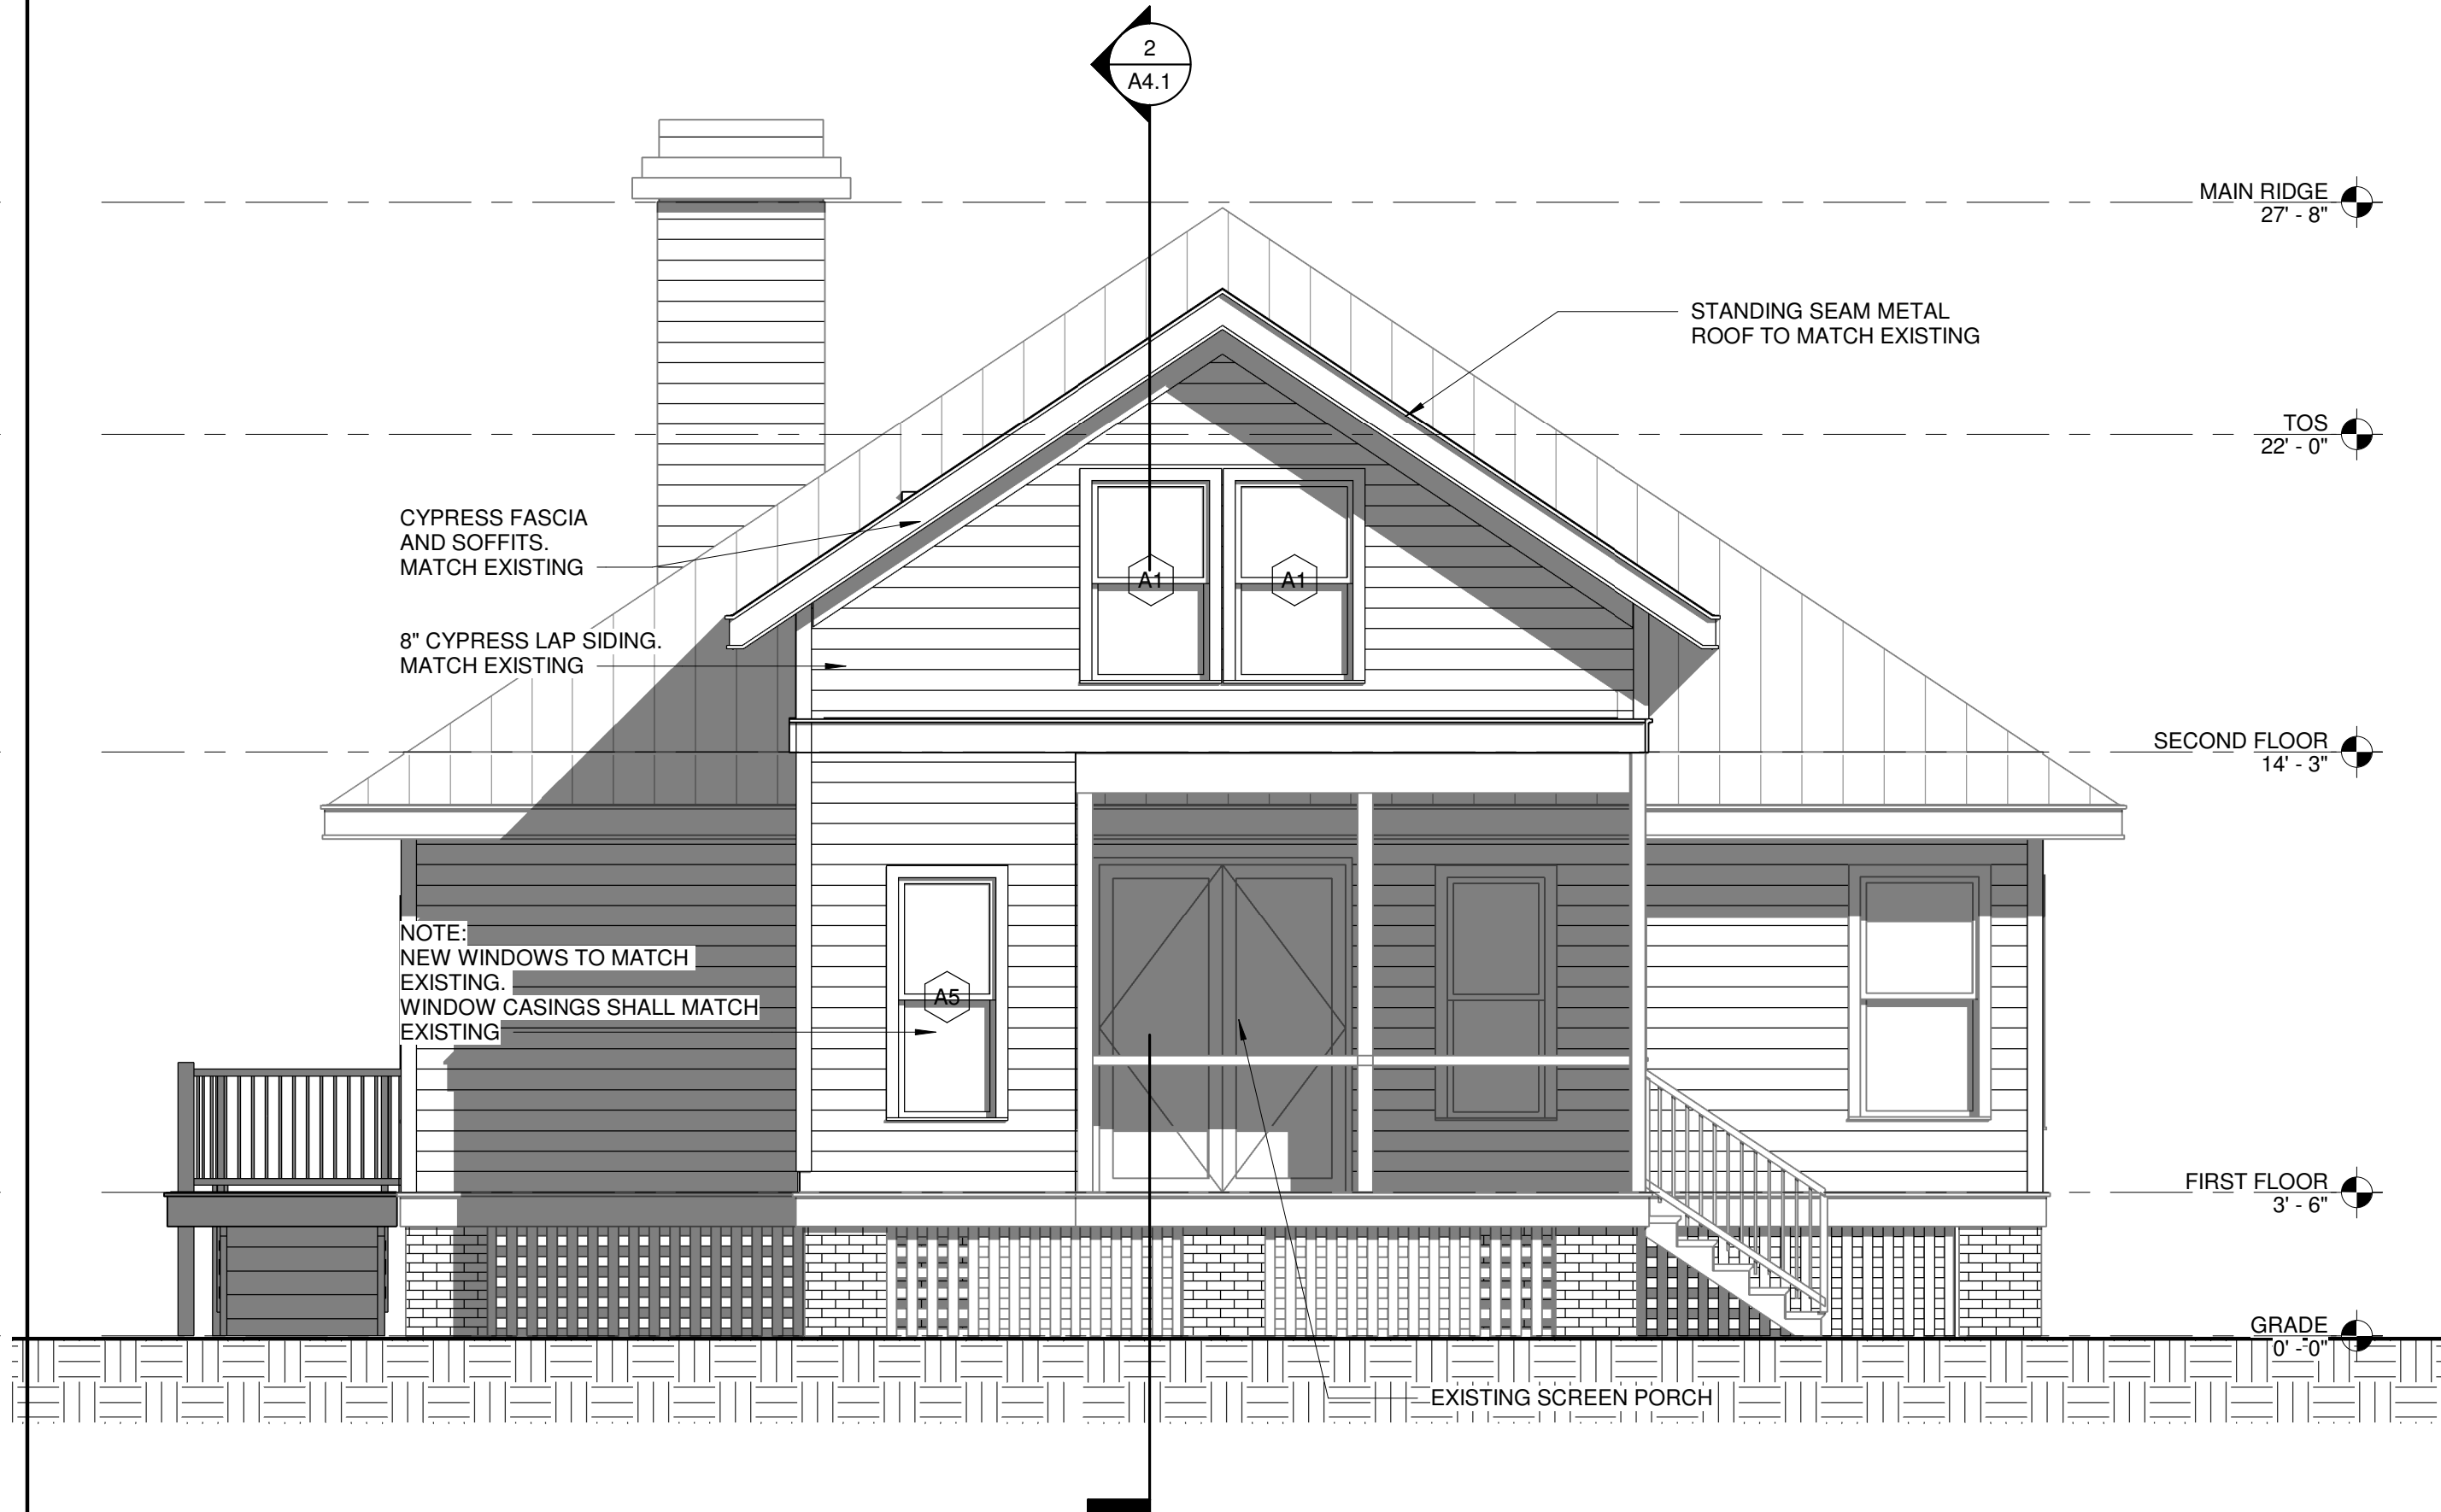 2
A4.1
MAIN RIDGE
27' - 8"
STANDING SEAM METAL
ROOF TO MATCH EXISTING
TOS
22' - 0"
CYPRESS FASCIA
AND SOFFITS.
MATCH EXISTING
A1
A1
8" CYPRESS LAP SIDING.
MATCH EXISTING
SECOND FLOOR
14' - 3"
NOTE:
NEW WINDOWS TO MATCH
EXISTING.
WINDOW CASINGS SHALL MATCH
EXISTING
A5
FIRST FLOOR
3' - 6"
GRADE
0' - 0"
EXISTING SCREEN PORCH